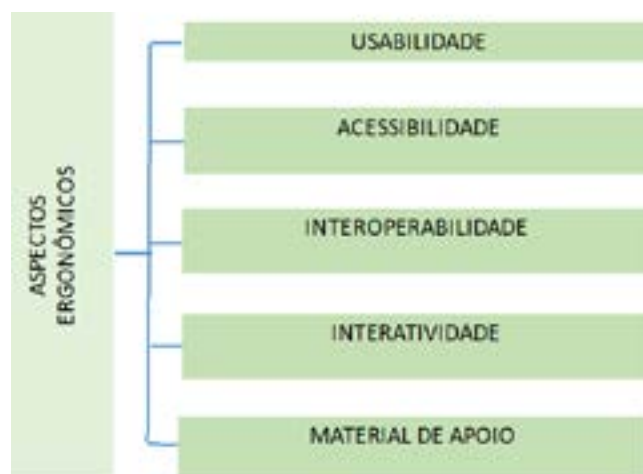 ASPECTOS
ERGONÔMICOS
USABILIDADE
ACESSIBILIDADE
INTEROPERABILIDADE
INTERATIVIDADE
MATERIAL DE APOIO